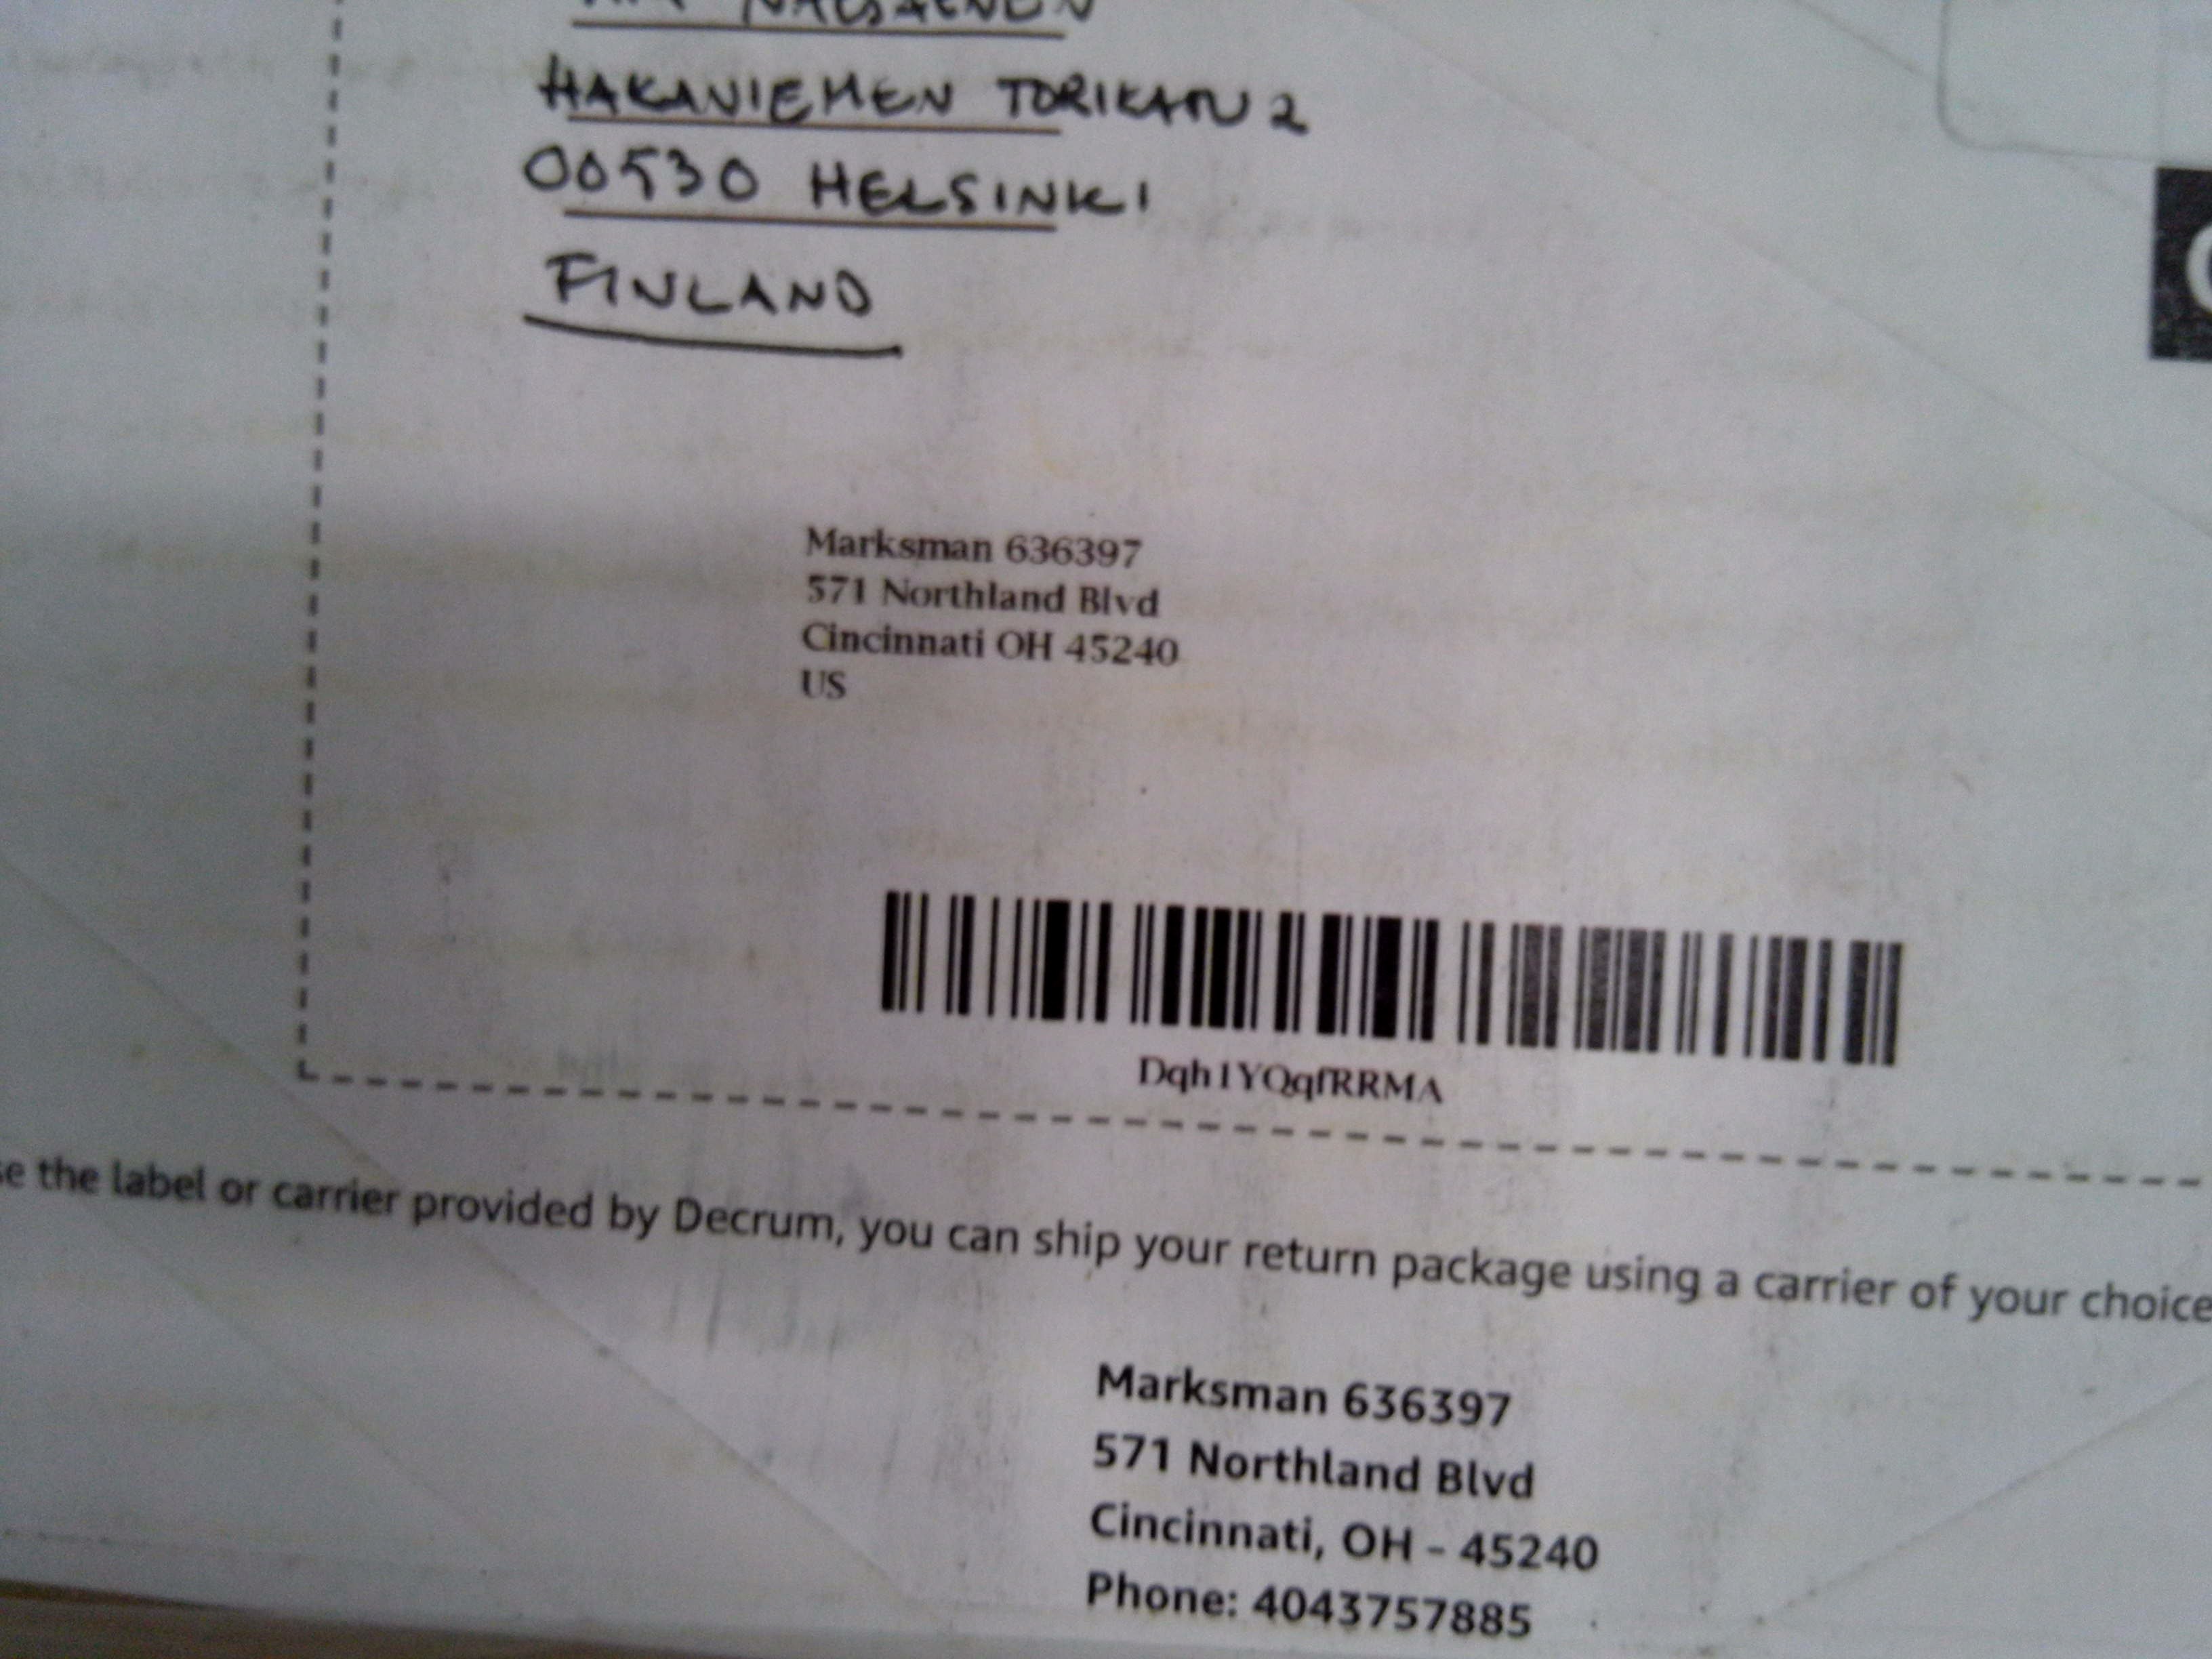 HAKANIEMEN TORIKATU 2
00530 HELSINKI
FINLAND
Marksman 636397
571 Northland Blvd
Cincinnati OH 45240
US
Dqh1YQqfRRMA
the label or carrier provided by Decrum, you can ship your return package using a carrier of your choice
Marksman 636397
571 Northland Blvd
Cincinnati, OH - 45240
Phone: 4043757885